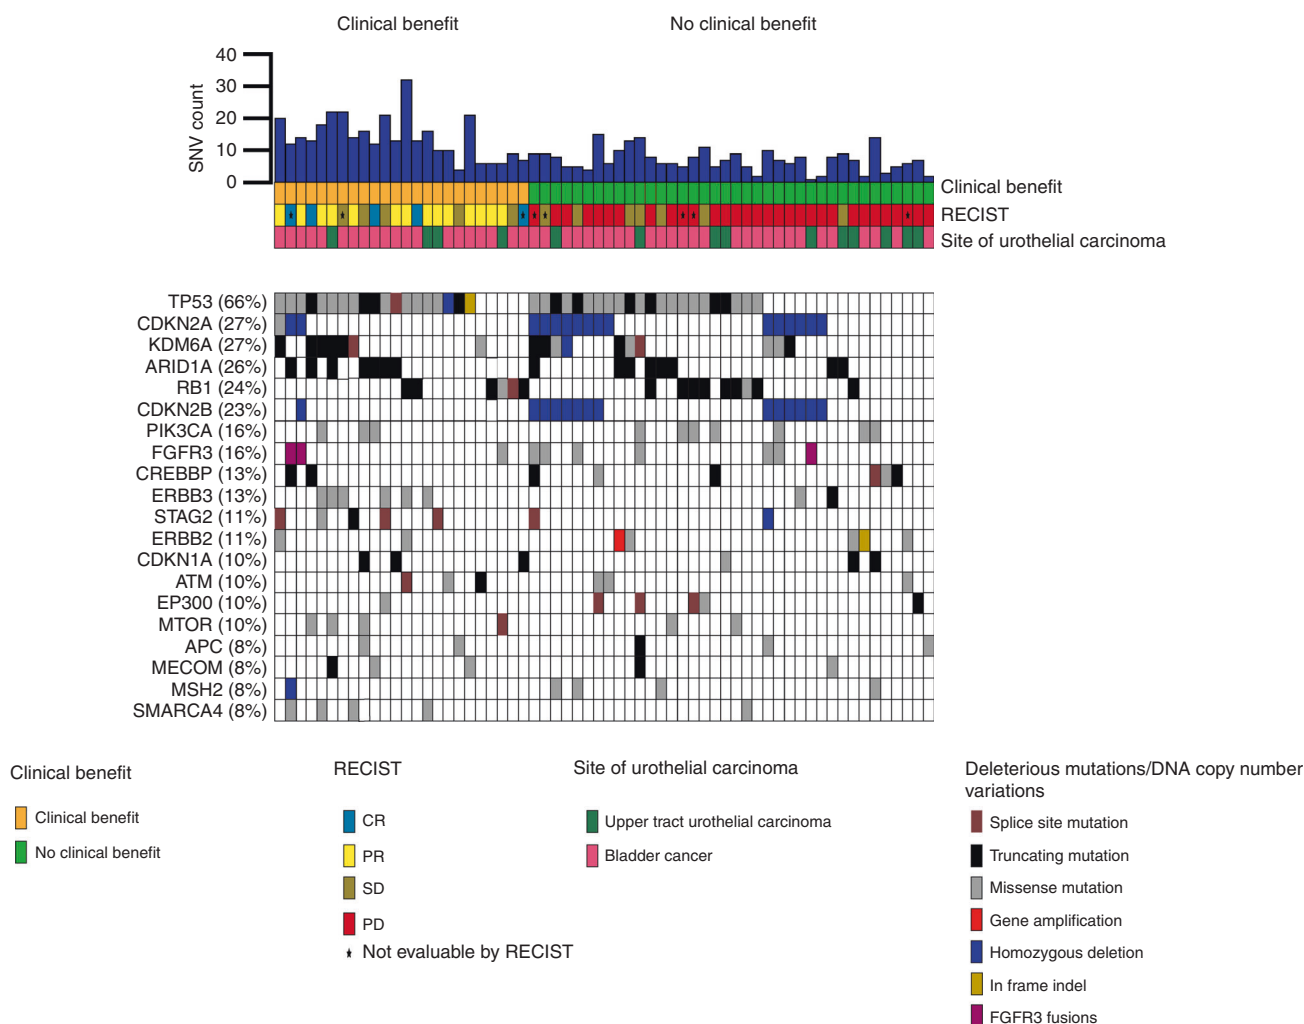 Clinical benefit No clinical benefit
40
30
20
10
0
SNV count
Clinical benefit
RECIST
Site of urothelial carcinoma
TP53 (66%)
CDKN2A (27%)
KDM6A (27%)
ARID1A (26%)
RB1 (24%)
CDKN2B (23%)
PIK3CA (16%)
FGFR3 (16%)
CREBBP (13%)
ERBB3 (13%)
STAG2 (11%)
ERBB2 (11%)
CDKN1A (10%)
ATM (10%)
EP300 (10%)
MTOR (10%)
APC (8%)
MECOM (8%)
MSH2 (8%)
SMARCA4 (8%)
Clinical benefit
Clinical benefit
No clinical benefit
RECIST
CR
PR
SD
PD
* Not evaluable by RECIST
Site of urothelial carcinoma
Upper tract urothelial carcinoma
Bladder cancer
Deleterious mutations/DNA copy number
variations
Splice site mutation
Truncating mutation
Missense mutation
Gene amplification
Homozygous deletion
In frame indel
FGFR3 fusions